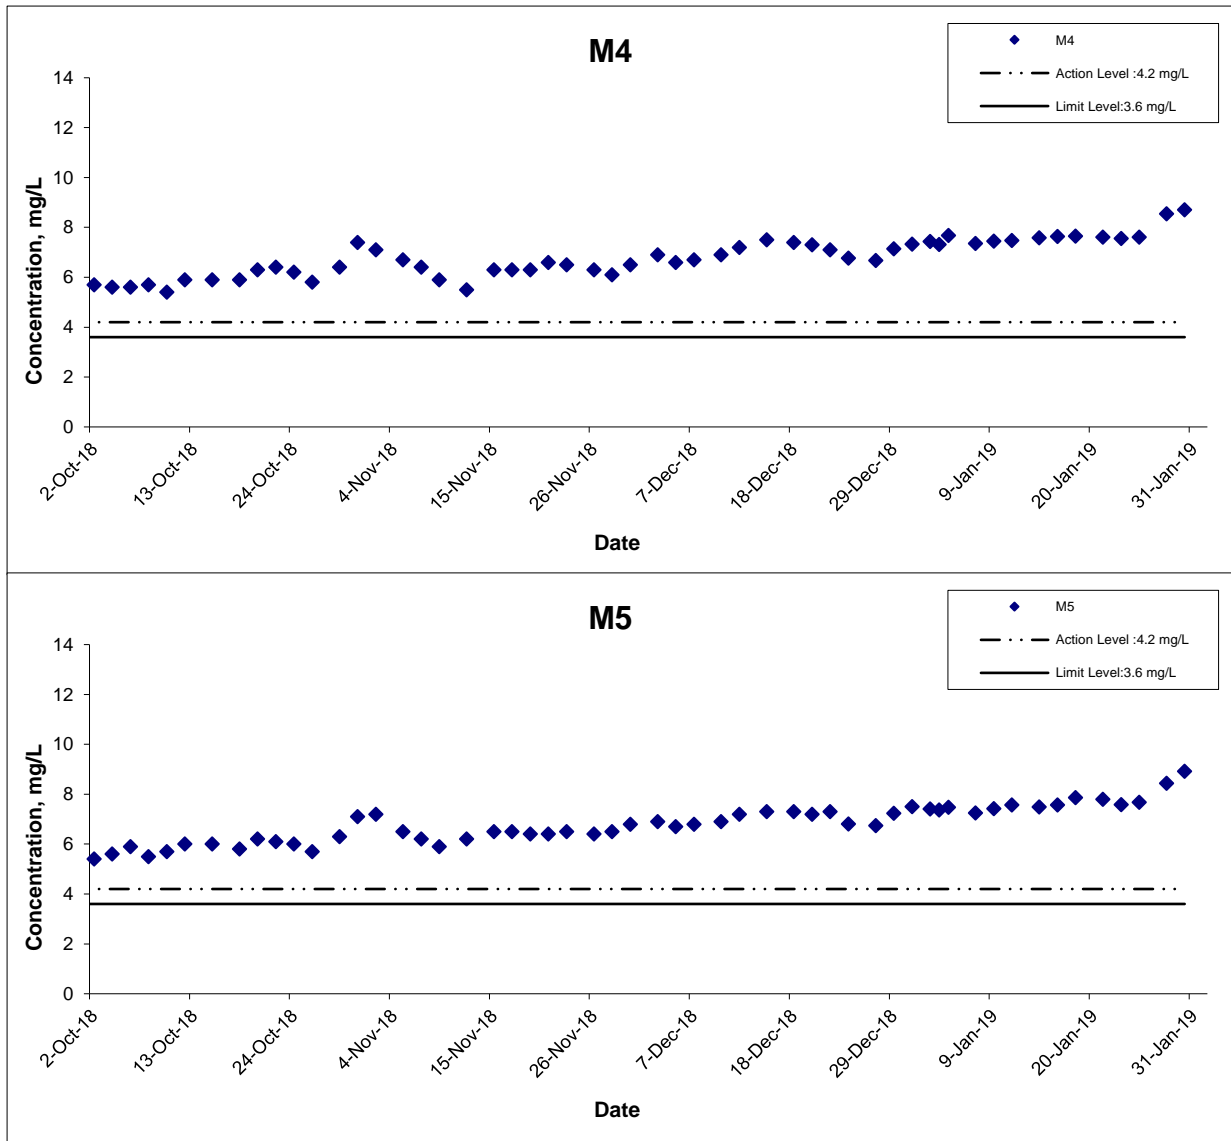 M4
M4
Action Level :4.2 mg/L
Limit Level:3.6 mg/L
Concentration, mg/L
14
12
10
8
6
4
2
0
2-Oct-18
13-Oct-18
24-Oct-18
4-Nov-18
15-Nov-18
26-Nov-18
7-Dec-18
18-Dec-18
29-Dec-18
9-Jan-19
20-Jan-19
31-Jan-19
Date
M5
M5
Action Level :4.2 mg/L
Limit Level:3.6 mg/L
Concentration, mg/L
14
12
10
8
6
4
2
0
2-Oct-18
13-Oct-18
24-Oct-18
4-Nov-18
15-Nov-18
26-Nov-18
7-Dec-18
18-Dec-18
29-Dec-18
9-Jan-19
20-Jan-19
31-Jan-19
Date